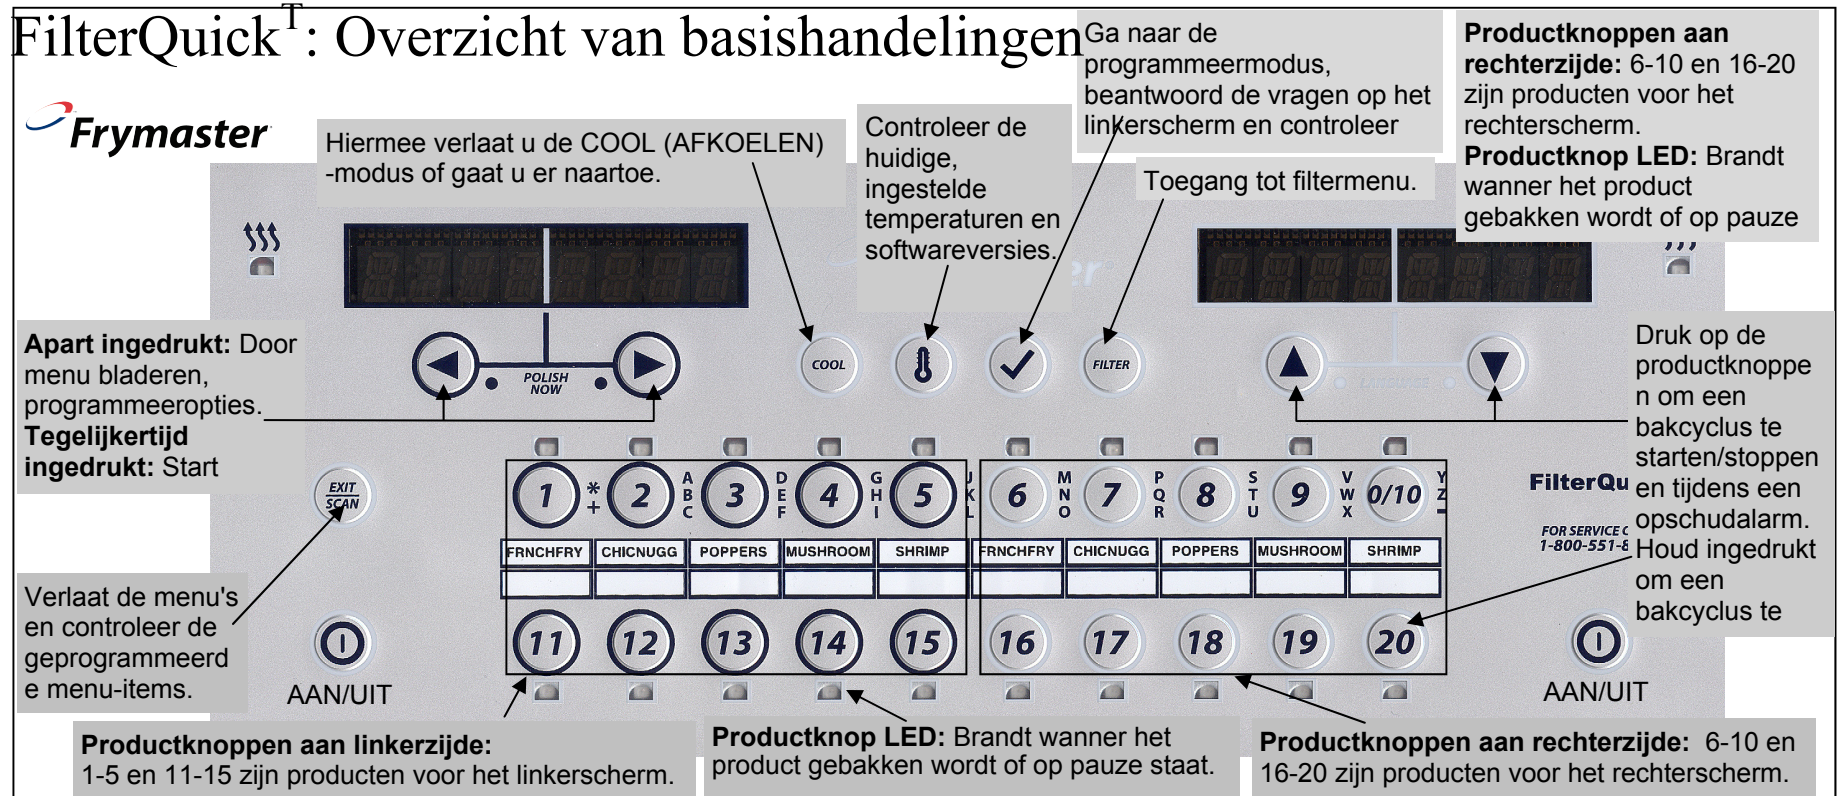 FilterQuickT: Overzicht van basishandelingen
Frymaster
Hiermee verlaat u de COOL (AFKOELEN)
-modus of gaat u er naartoe.
Controleer de
huidige,
ingestelde
temperaturen en
softwareversies.
Ga naar de
programmeermodus,
beantwoord de vragen op het
linkerscherm en controleer
Toegang tot filtermenu.
Productknoppen aan
rechterzijde: 6-10 en 16-20
zijn producten voor het
rechterscherm.
Productknop LED: Brandt
wanner het product
gebakken wordt of op pauze
Apart ingedrukt: Door
menu bladeren,
programmeeropties.
Tegelijkertijd
ingedrukt: Start
POLISH
NOW
COOL
FILTER
LANGUAGE
Druk op de
productknoppe
n om een
bakcyclus te
starten/stoppen
en tijdens een
opschudalarm.
Houd ingedrukt
om een
bakcyclus te
EXIT
SCAN
1 * + 2 A B C 3 D E F 4 G H I 5 J K L 6 M N O 7 P Q R 8 S T U 9 V W X 0/10 Y Z -
FilterQu
FOR SERVICE C
1-800-551-8
FRNCHFRY CHICNUGG POPPERS MUSHROOM SHRIMP FRNCHFRY CHICNUGG POPPERS MUSHROOM SHRIMP
11 12 13 14 15 16 17 18 19 20
Verlaat de menu's
en controleer de
geprogrammeerd
e menu-items.
AAN/UIT
AAN/UIT
Productknoppen aan linkerzijde:
1-5 en 11-15 zijn producten voor het linkerscherm.
Productknop LED: Brandt wanner het
product gebakken wordt of op pauze staat.
Productknoppen aan rechterzijde: 6-10 en
16-20 zijn producten voor het rechterscherm.